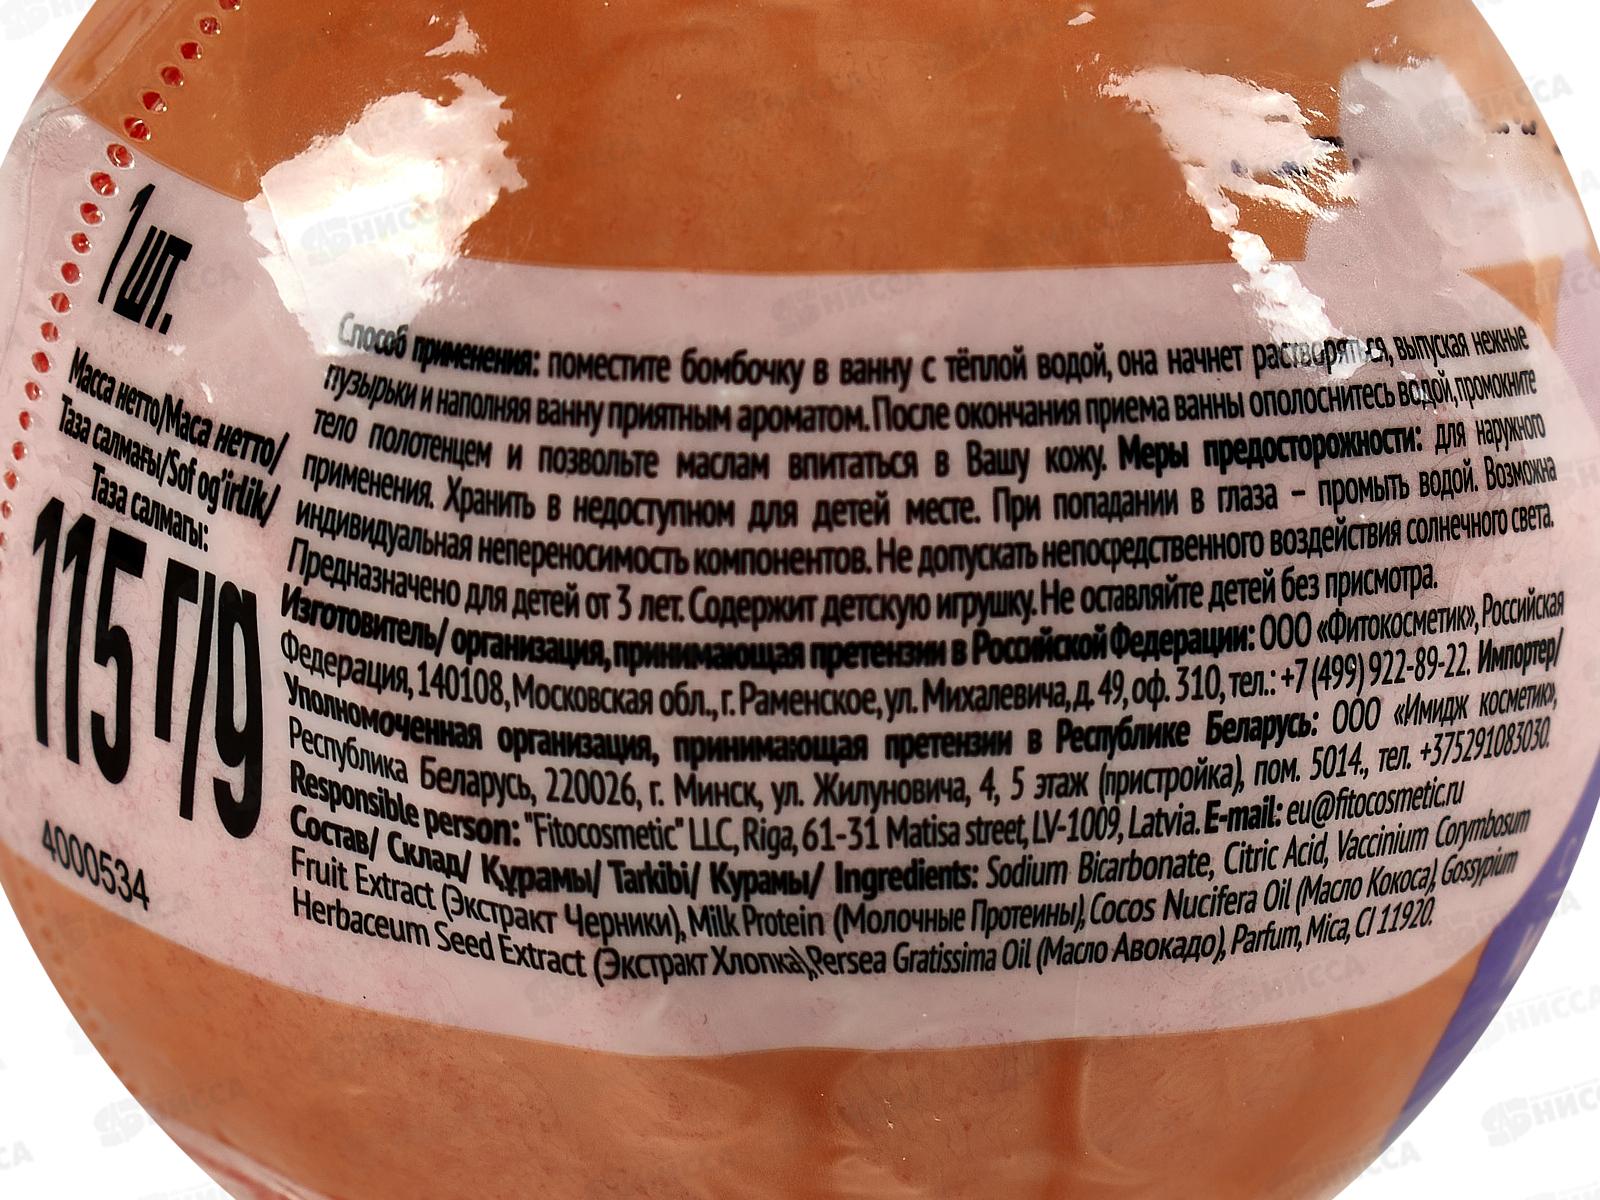 1 шт.
Масса нетто/Маса нетто/
Таза салмағы/Sof og'irlik/
Таза салмагы:
115 г/g
4000534
Способ применения: поместите бомбочку в ванну с тёплой водой, она начнет растворяться, выпуская нежные
пузырьки и наполняя ванну приятным ароматом. После окончания приема ванны ополоснитесь водой, промокните
тело полотенцем и позвольте маслам впитаться в Вашу кожу. Меры предосторожности: для наружного
применения. Хранить в недоступном для детей месте. При попадании в глаза – промыть водой. Возможна
индивидуальная непереносимость компонентов. Не допускать непосредственного воздействия солнечного света.
Предназначено для детей от 3 лет. Содержит детскую игрушку. Не оставляйте детей без присмотра.
Изготовитель/ организация, принимающая претензии в Российской Федерации: ООО «Фитокосметик», Российская
Федерация, 140108, Московская обл., г. Раменское, ул. Михалевича, д. 49, оф. 310, тел.: +7 (499) 922-89-22. Импортер/
Уполномоченная организация, принимающая претензии в Республике Беларусь: ООО «Имидж косметик»,
Республика Беларусь, 220026, г. Минск, ул. Жилуновича, 4, 5 этаж (пристройка), пом. 5014., тел. +375291083030.
Responsible person: "Fitocosmetic" LLC, Riga, 61-31 Matisa street, LV-1009, Latvia. E-mail: eu@fitocosmetic.ru
Состав/ Склад/ Құрамы/ Tarkibi/ Курамы/ Ingredients: Sodium Bicarbonate, Citric Acid, Vaccinium Corymbosum
Fruit Extract (Экстракт Черники), Milk Protein (Молочные Протеины), Cocos Nucifera Oil (Масло Кокоса), Gossypium
Herbaceum Seed Extract (Экстракт Хлопка), Persea Gratissima Oil (Масло Авокадо), Parfum, Mica, CI 11920.